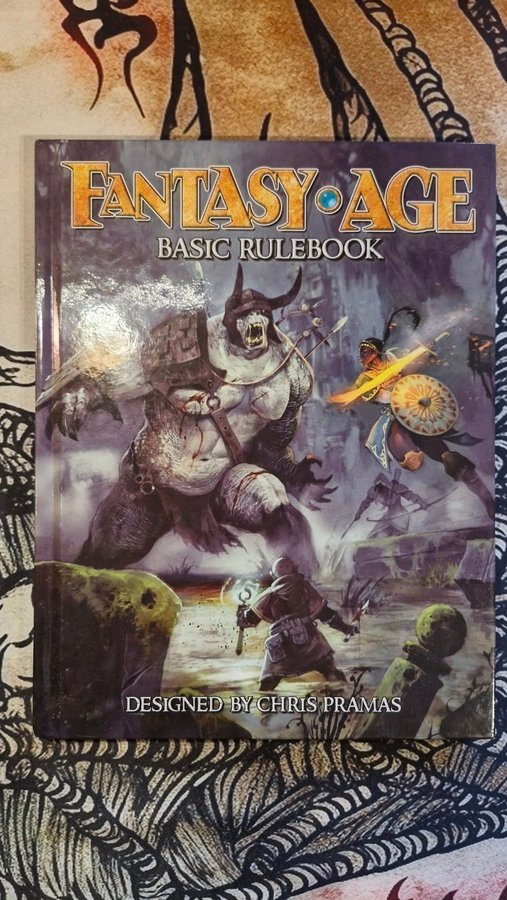 FANTASY AGE
BASIC RULEBOOK
DESIGNED BY CHRIS PRAMAS